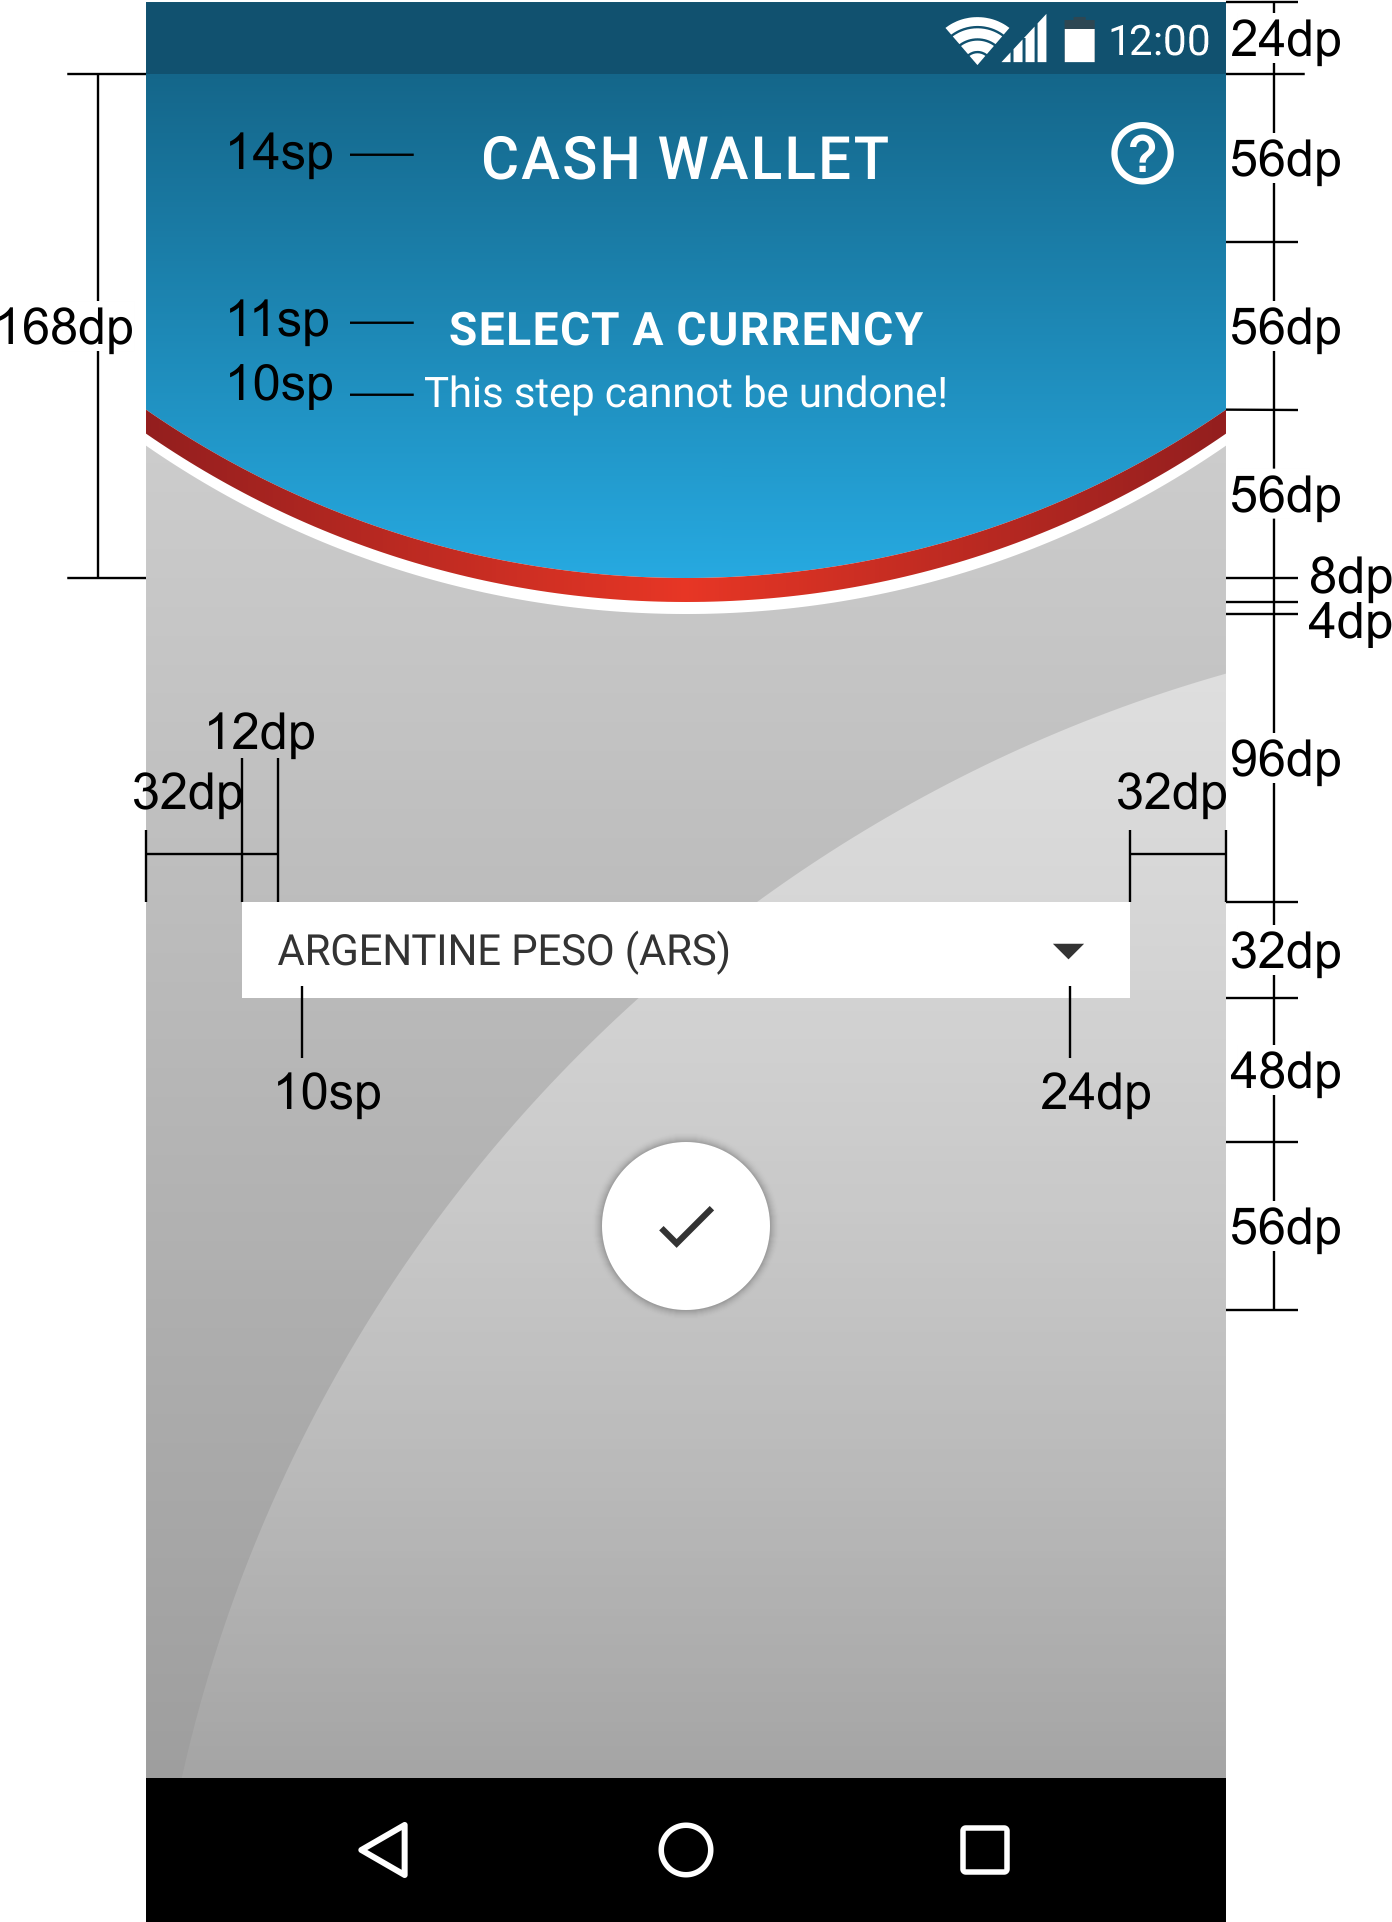 12:00
24dp
14sp
CASH WALLET
56dp
168dp
11sp
SELECT A CURRENCY
56dp
10sp
This step cannot be undone!
56dp
8dp
4dp
12dp
32dp
32dp
96dp
ARGENTINE PESO (ARS)
32dp
10sp
24dp
48dp
56dp